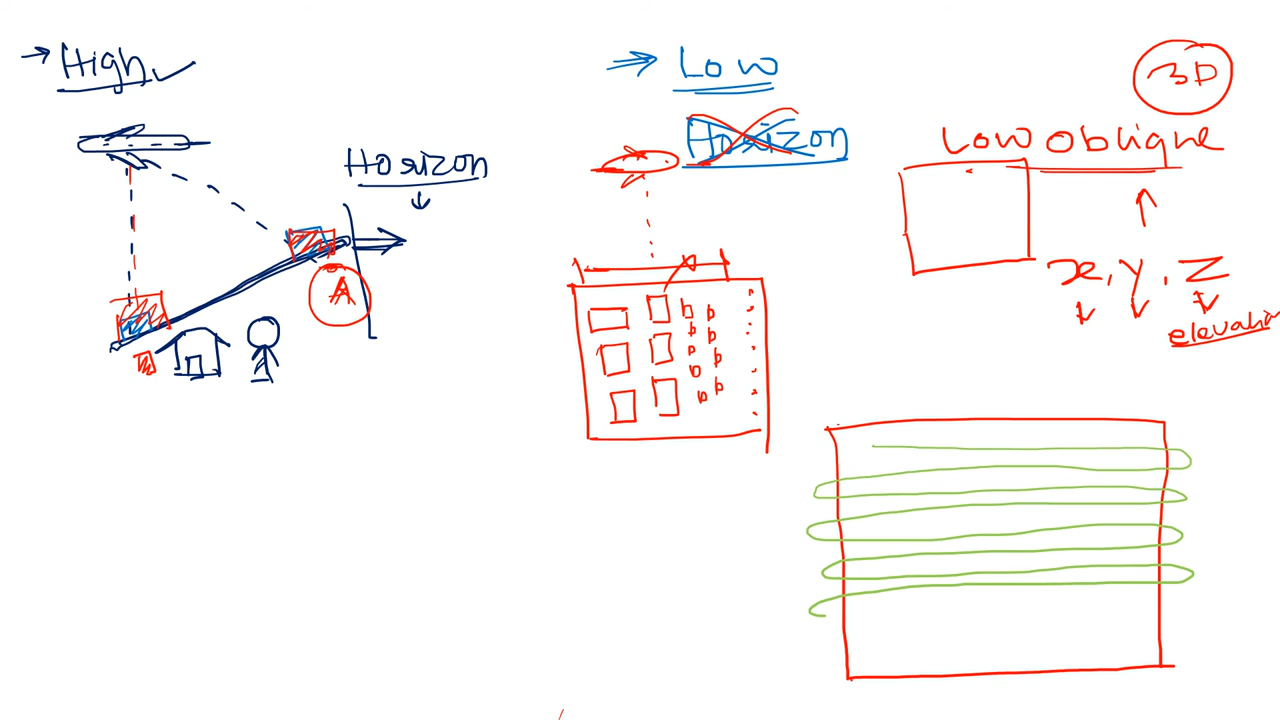 → High ✓
Horizon
↓
A
→ Low
Horizon
3D
Low Oblique
↑
x, y, z
↓ ↓ ↓
elevation